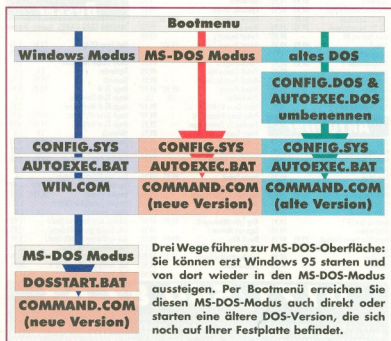 Bootmenu
Windows Modus MS-DOS Modus altes DOS
CONFIG.DOS &
AUTOEXEC.DOS
umbenennen
CONFIG.SYS CONFIG.SYS CONFIG.SYS
AUTOEXEC.BAT AUTOEXEC.BAT AUTOEXEC.BAT
WIN.COM COMMAND.COM COMMAND.COM
(neue Version) (alte Version)
MS-DOS Modus
DOSSTART.BAT
COMMAND.COM
(neue Version)
Drei Wege führen zur MS-DOS-Oberfläche:
Sie können erst Windows 95 starten und
von dort wieder in den MS-DOS-Modus
aussteigen. Per Bootmenü erreichen Sie
diesen MS-DOS-Modus auch direkt oder
starten eine ältere DOS-Version, die sich
noch auf Ihrer Festplatte befindet.